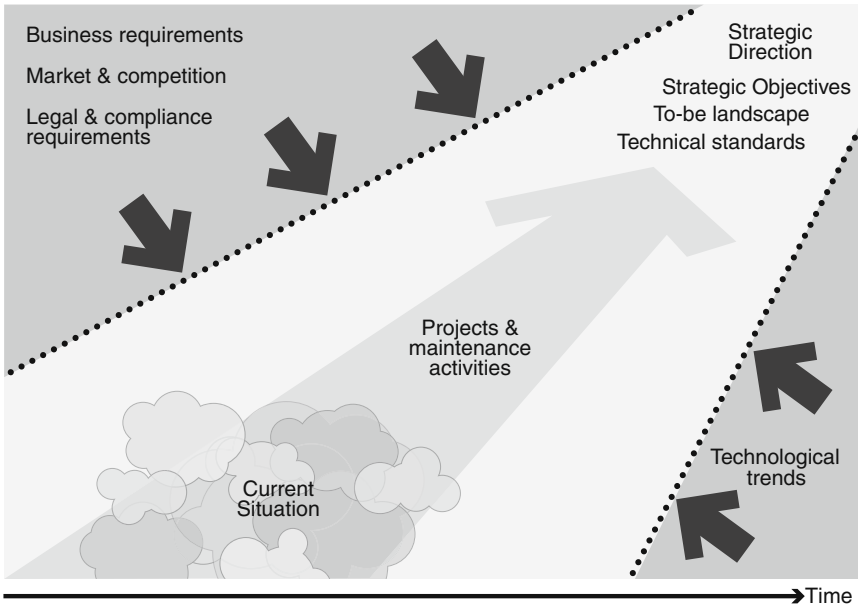 Business requirements
Market & competition
Legal & compliance
requirements
Strategic
Direction
Strategic Objectives
To-be landscape
Technical standards
Projects &
maintenance
activities
Current
Situation
Technological
trends
Time